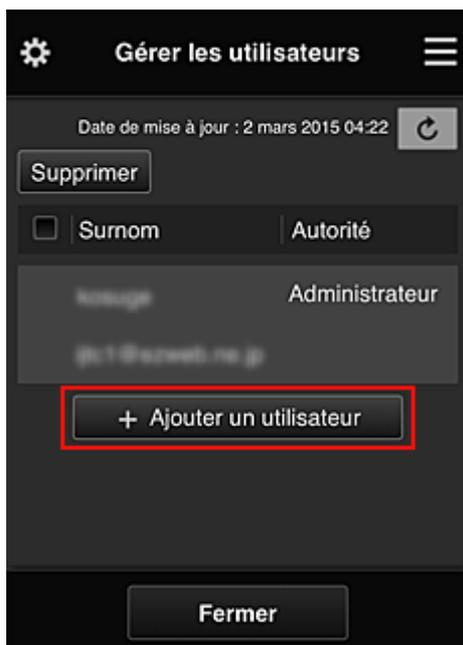 Gérer les utilisateurs
Date de mise à jour : 2 mars 2015 04:22
Supprimer
Surnom Autorité
Administrateur
+ Ajouter un utilisateur
Fermer